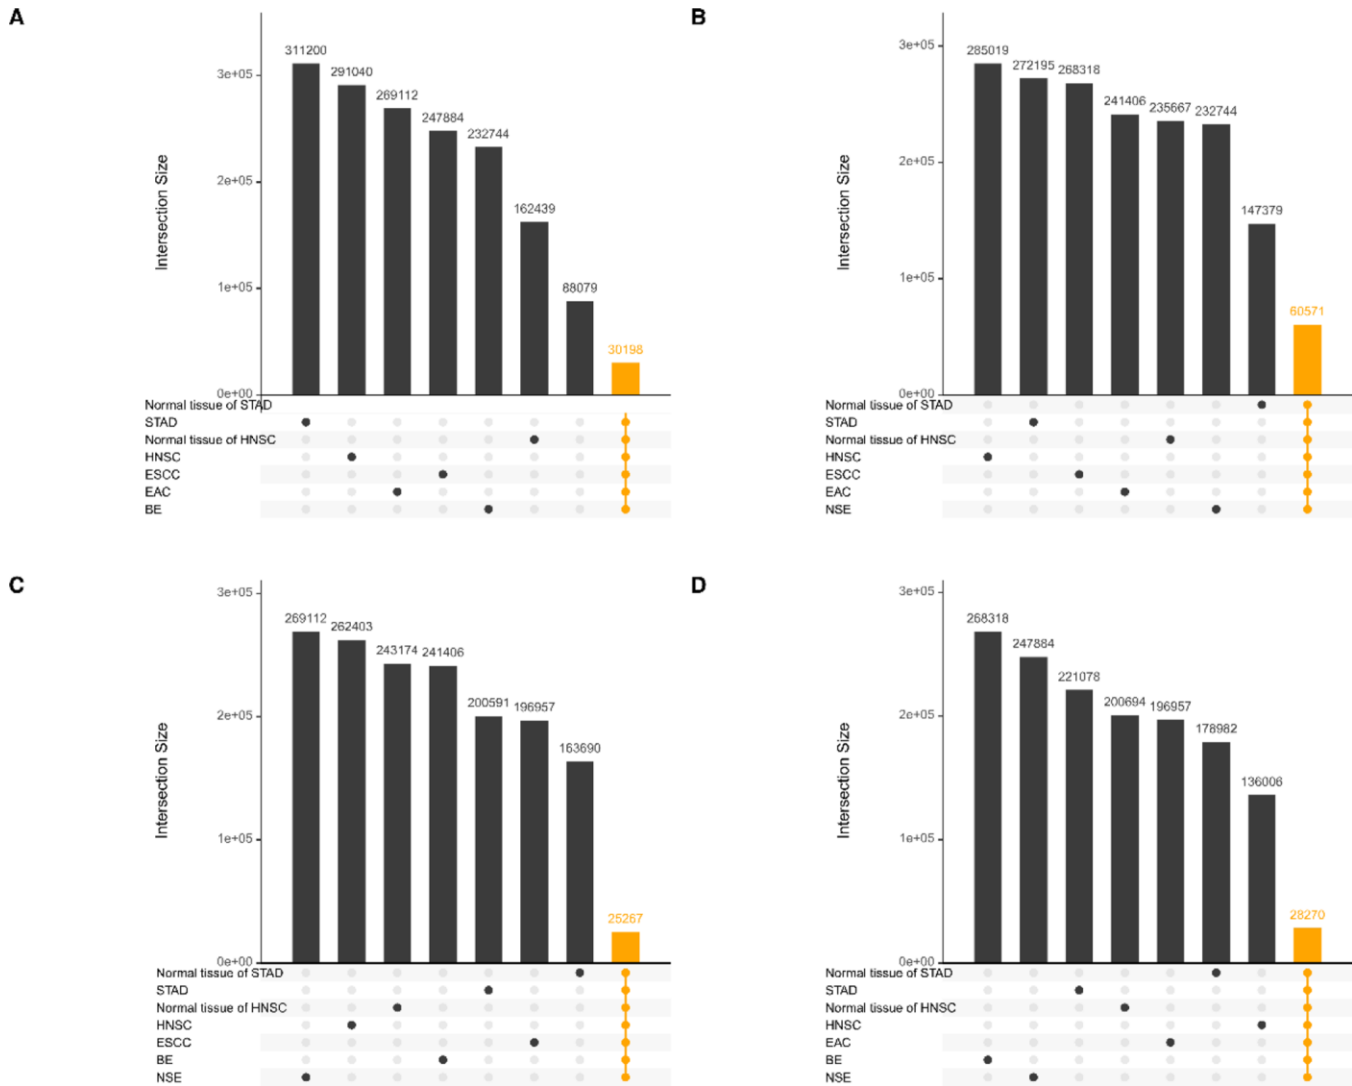 A
Intersection Size
3e+05
2e+05
1e+05
0e+00
311200
291040
269112
247884
232744
162439
88079
30198
Normal tissue of STAD
STAD
Normal tissue of HNSC
HNSC
ESCC
EAC
BE
B
Intersection Size
3e+05
2e+05
1e+05
0e+00
285019
272195
268318
241406
235667
232744
147379
60571
Normal tissue of STAD
STAD
Normal tissue of HNSC
HNSC
ESCC
EAC
NSE
C
Intersection Size
3e+05
2e+05
1e+05
0e+00
269112
262403
243174
241406
200591
196957
163690
25267
Normal tissue of STAD
STAD
Normal tissue of HNSC
HNSC
ESCC
BE
NSE
D
Intersection Size
3e+05
2e+05
1e+05
0e+00
268318
247884
221078
200694
196957
178982
136006
28270
Normal tissue of STAD
STAD
Normal tissue of HNSC
HNSC
EAC
BE
NSE